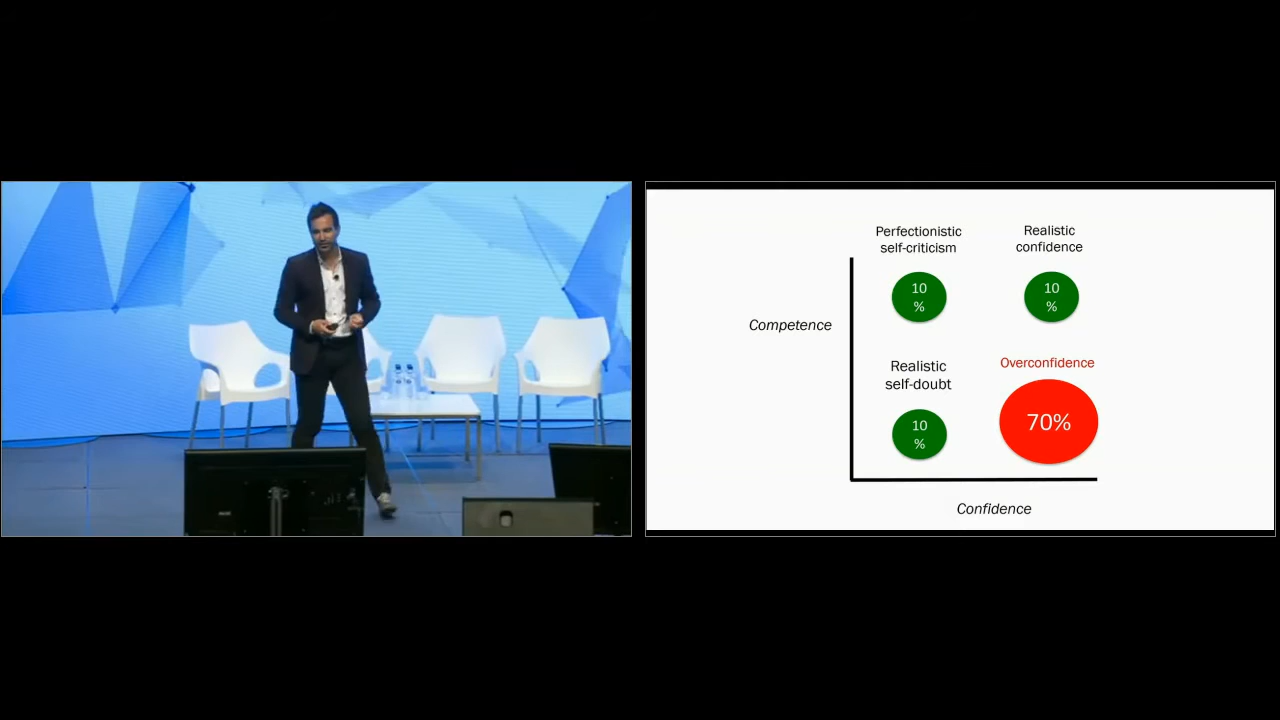 Perfectionistic
self-criticism
Realistic
confidence
10
%
10
%
Competence
Realistic
self-doubt
Overconfidence
10
%
70%
Confidence